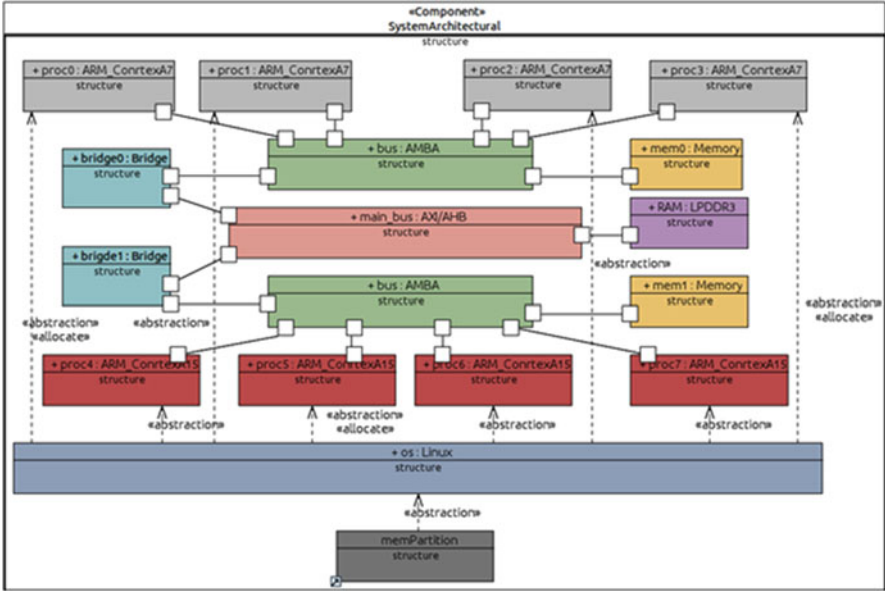 «Component»
SystemArchitectural
structure
+ proc0 : ARM_ConrtexA7
structure
+ proc1 : ARM_ConrtexA7
structure
+ proc2 : ARM_ConrtexA7
structure
+ proc3 : ARM_ConrtexA7
structure
+ bus : AMBA
structure
+ bridge0 : Bridge
structure
+ mem0 : Memory
structure
+ main_bus : AXI/AHB
structure
+ RAM : LPDDR3
structure
+ brigde1 : Bridge
structure
«abstraction»
+ bus : AMBA
structure
+ mem1 : Memory
structure
«abstraction»
«allocate»
«abstraction»
«abstraction»
«allocate»
+ proc4 : ARM_ConrtexA15
structure
+ proc5 : ARM_ConrtexA15
structure
+ proc6 : ARM_ConrtexA15
structure
+ proc7 : ARM_ConrtexA15
structure
«abstraction»
«abstraction»
«allocate»
«abstraction»
«abstraction»
+ os : Linux
structure
«abstraction»
memPartition
structure